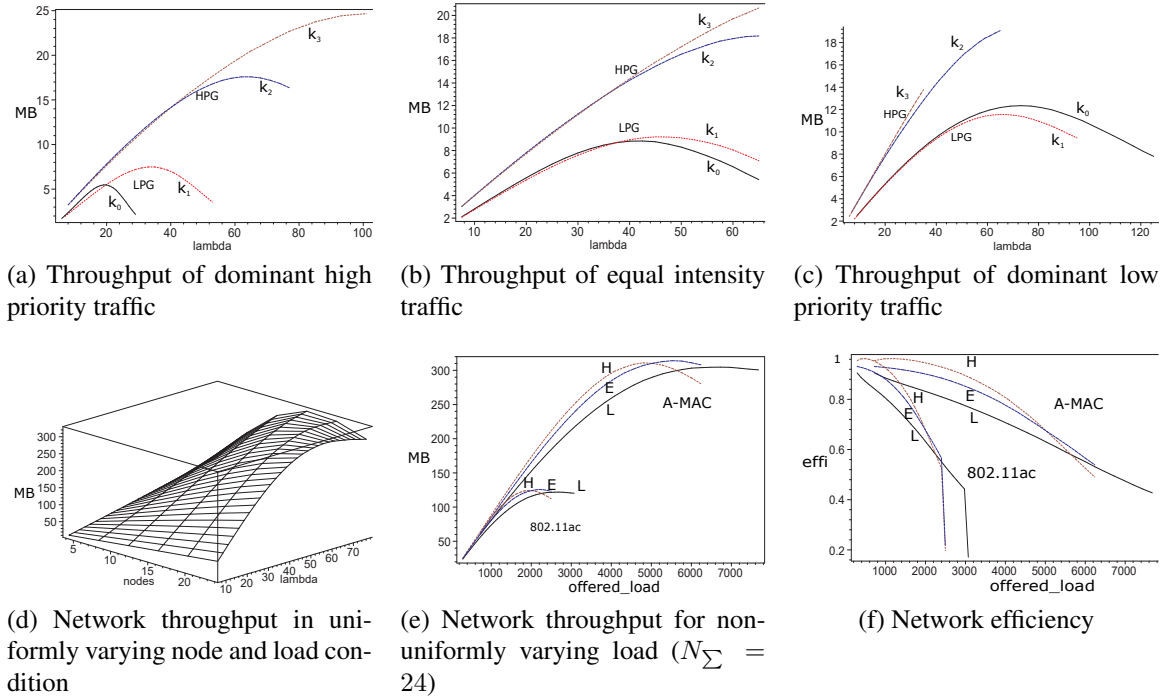 25
20
15
10
5
MB
k3
k2
HPG
LPG
k1
k0
20 40 60 80 100
lambda
(a) Throughput of dominant high
priority traffic
20
18
16
14
12
10
8
6
4
2
MB
k3
k2
HPG
LPG
k1
k0
10 20 30 40 50 60
lambda
(b) Throughput of equal intensity
traffic
18
16
14
12
10
8
6
4
2
MB
k2
k3
HPG
LPG
k0
k1
20 40 60 80 100 120
lambda
(c) Throughput of dominant low
priority traffic
300
250
200
150
100
50
MB
5 10 15 20
nodes
10 20 30 40 50 60 70
lambda
(d) Network throughput in uni-
formly varying node and load con-
dition
300
250
200
150
100
50
MB
H
E
L
A-MAC
H E L
802.11ac
1000 2000 3000 4000 5000 6000 7000
offered_load
(e) Network throughput for non-
uniformly varying load (N∑ =
24)
1
0.8
0.6
0.4
0.2
effi
H
E
L
A-MAC
H
E
L
802.11ac
1000 2000 3000 4000 5000 6000 7000
offered_load
(f) Network efficiency